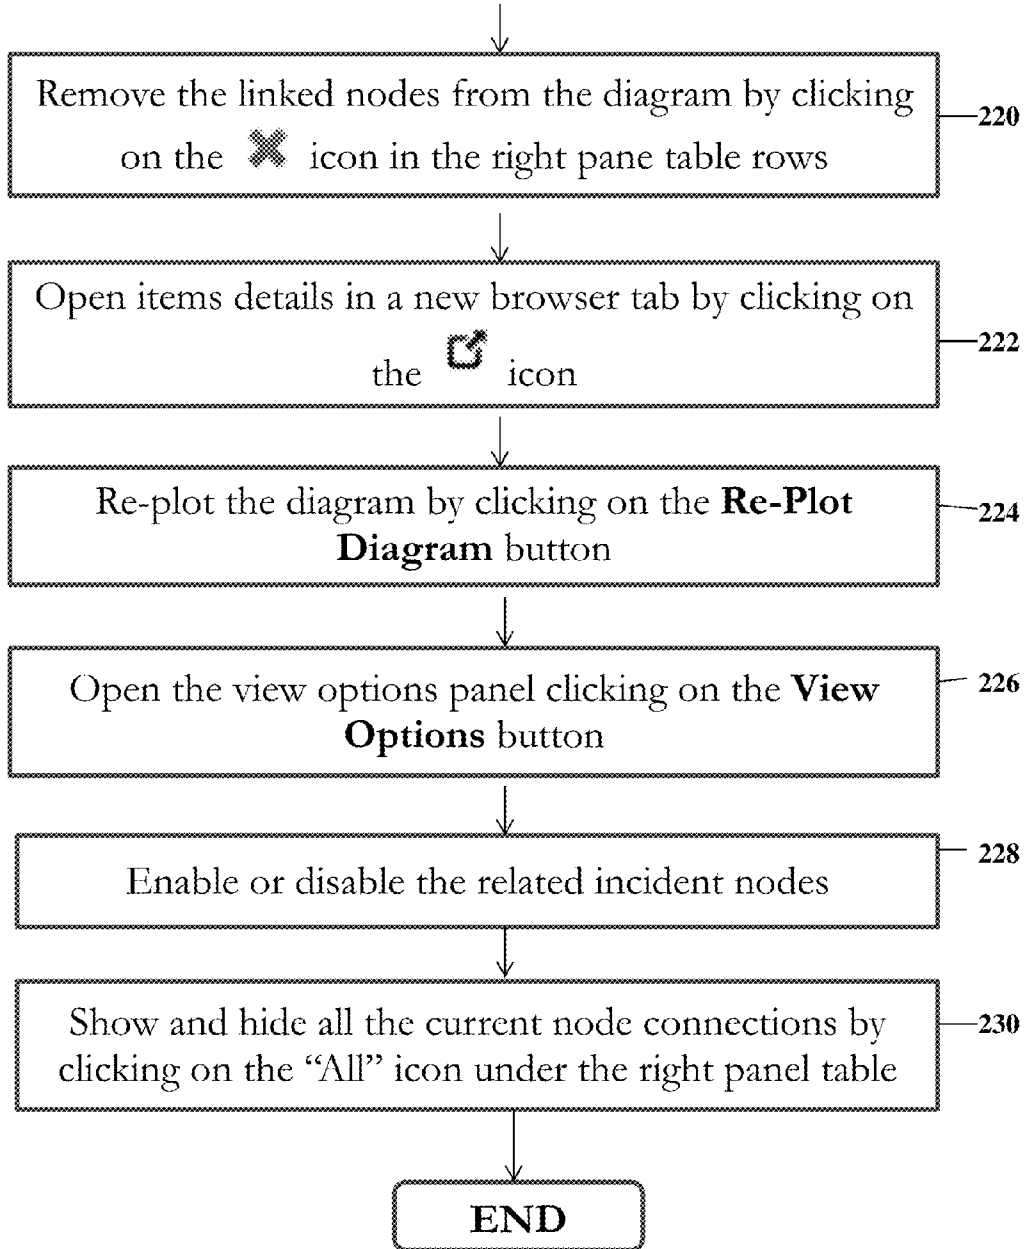 Remove the linked nodes from the diagram by clicking
on the icon in the right pane table rows
220
Open items details in a new browser tab by clicking on
the icon
222
Re-plot the diagram by clicking on the Re-Plot
Diagram button
224
Open the view options panel clicking on the View
Options button
226
Enable or disable the related incident nodes
228
Show and hide all the current node connections by
clicking on the “All” icon under the right panel table
230
END